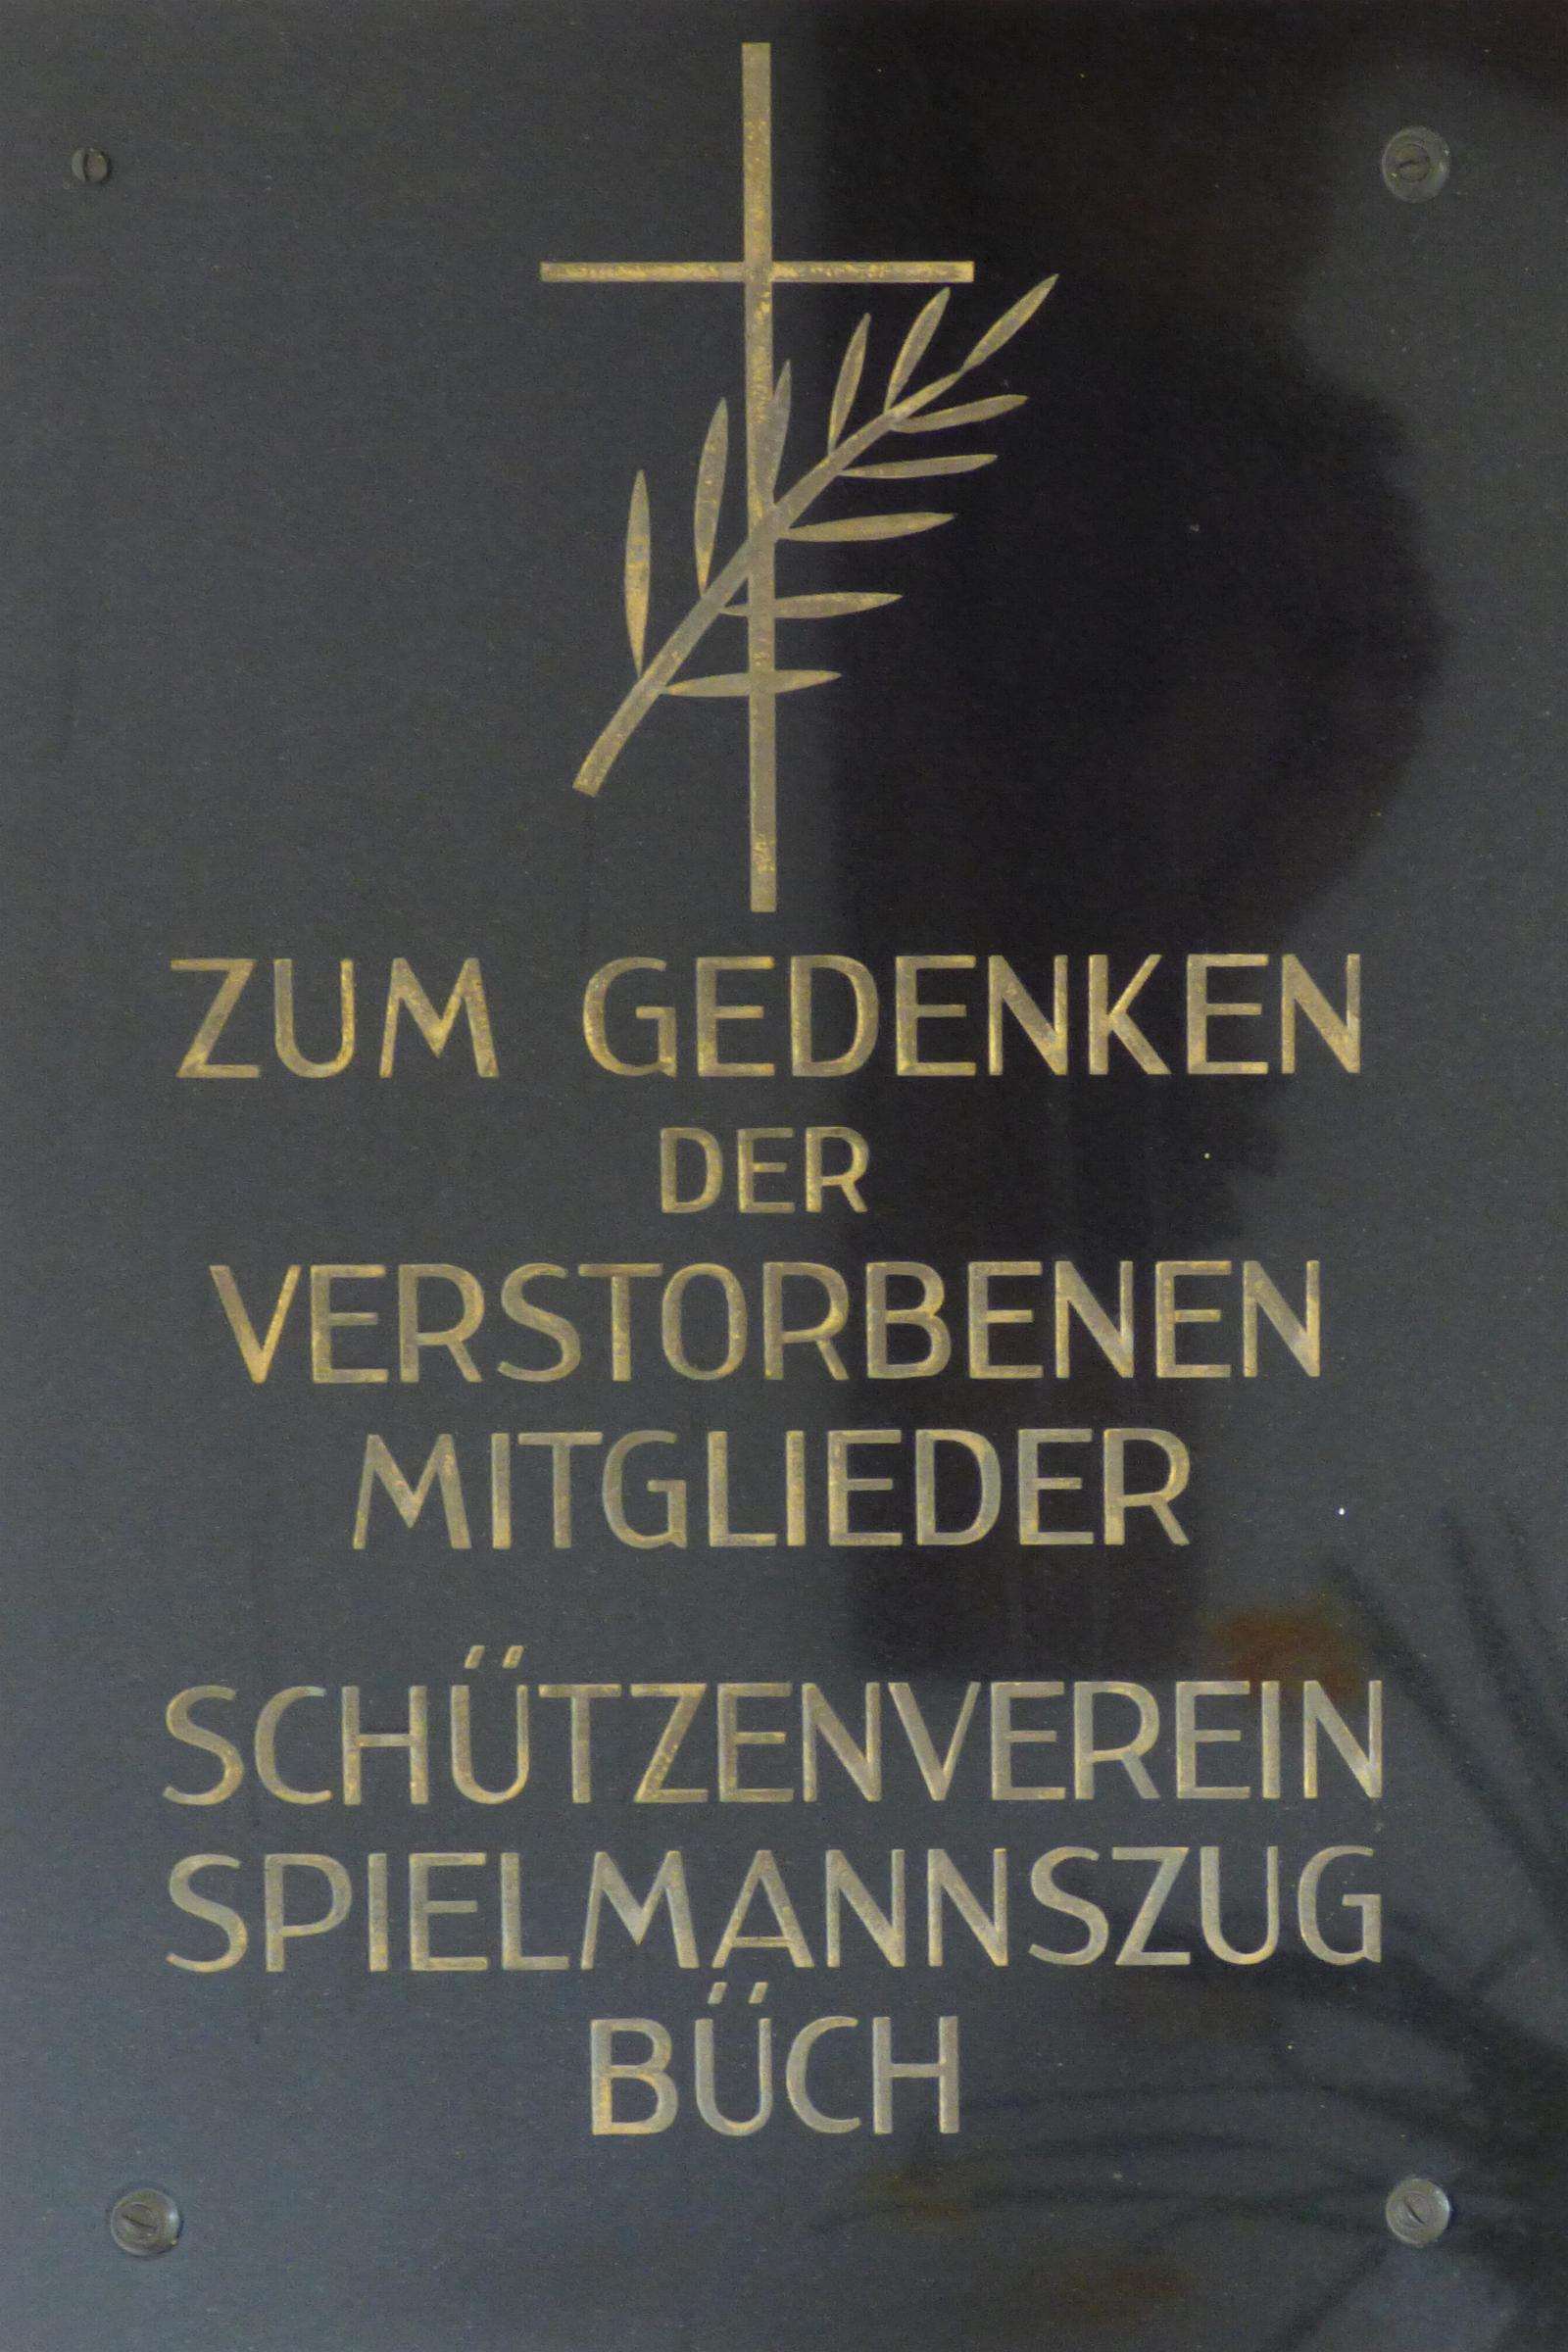 ZUM GEDENKEN
DER
VERSTORBENEN
MITGLIEDER
SCHÜTZENVEREIN
SPIELMANNSZUG
BÜCH